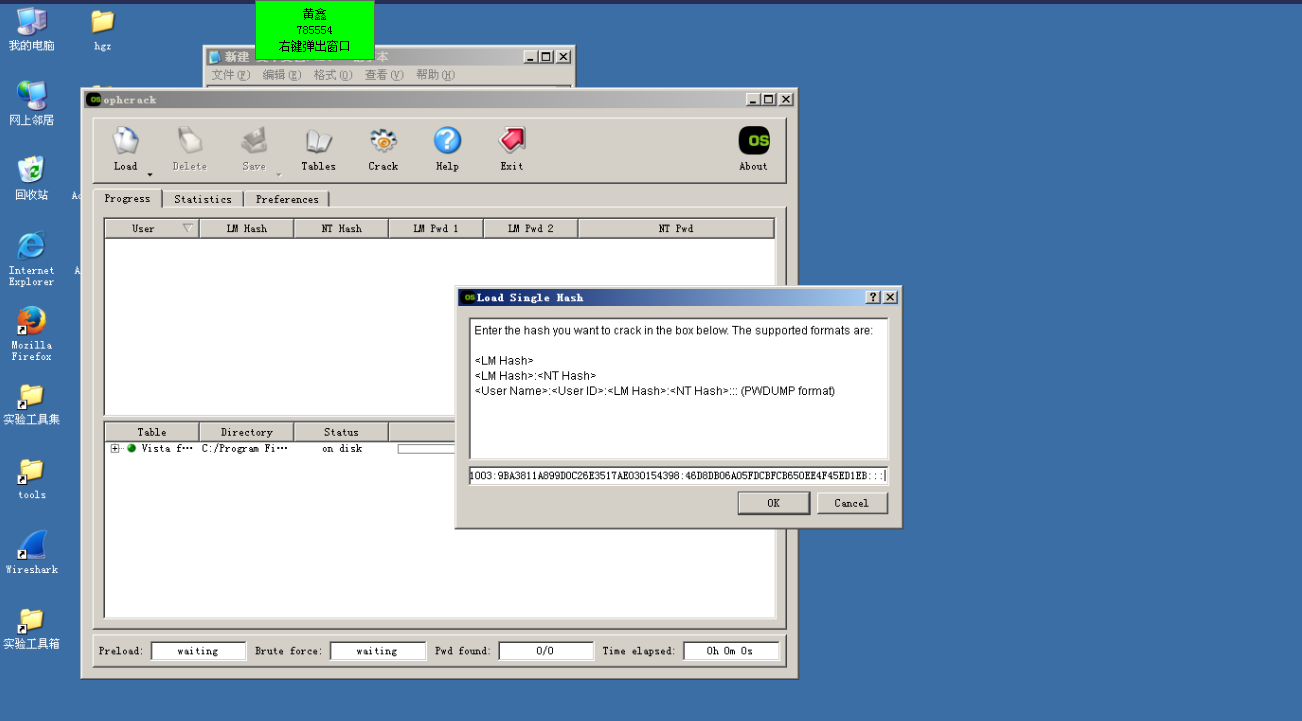 黄鑫
785554
右键弹出窗口
我的电脑
hgz
网上邻居
回收站
Internet
Explorer
Mozilla
Firefox
实验工具集
tools
Wireshark
实验工具箱
新建
本
文件(F) 编辑(E) 格式(O) 查看(V) 帮助(H)
OS ophcrack
Load Delete Save Tables Crack Help Exit OS About
Progress Statistics Preferences
User LM Hash NT Hash LM Pwd 1 LM Pwd 2 NT Pwd
Table Directory Status
Vista f··· C:/Program Fi··· on disk
OS Load Single Hash
Enter the hash you want to crack in the box below. The supported formats are:
<LM Hash>
<LM Hash>:<NT Hash>
<User Name>:<User ID>:<LM Hash>:<NT Hash>::: (PWDUMP format)
1003:9BA3811A899D0C26E3517AE030154398:46D8DB06A05FDCBFCB650EE4F45ED1EB:::
OK Cancel
Preload: waiting Brute force: waiting Pwd found: 0/0 Time elapsed: 0h 0m 0s